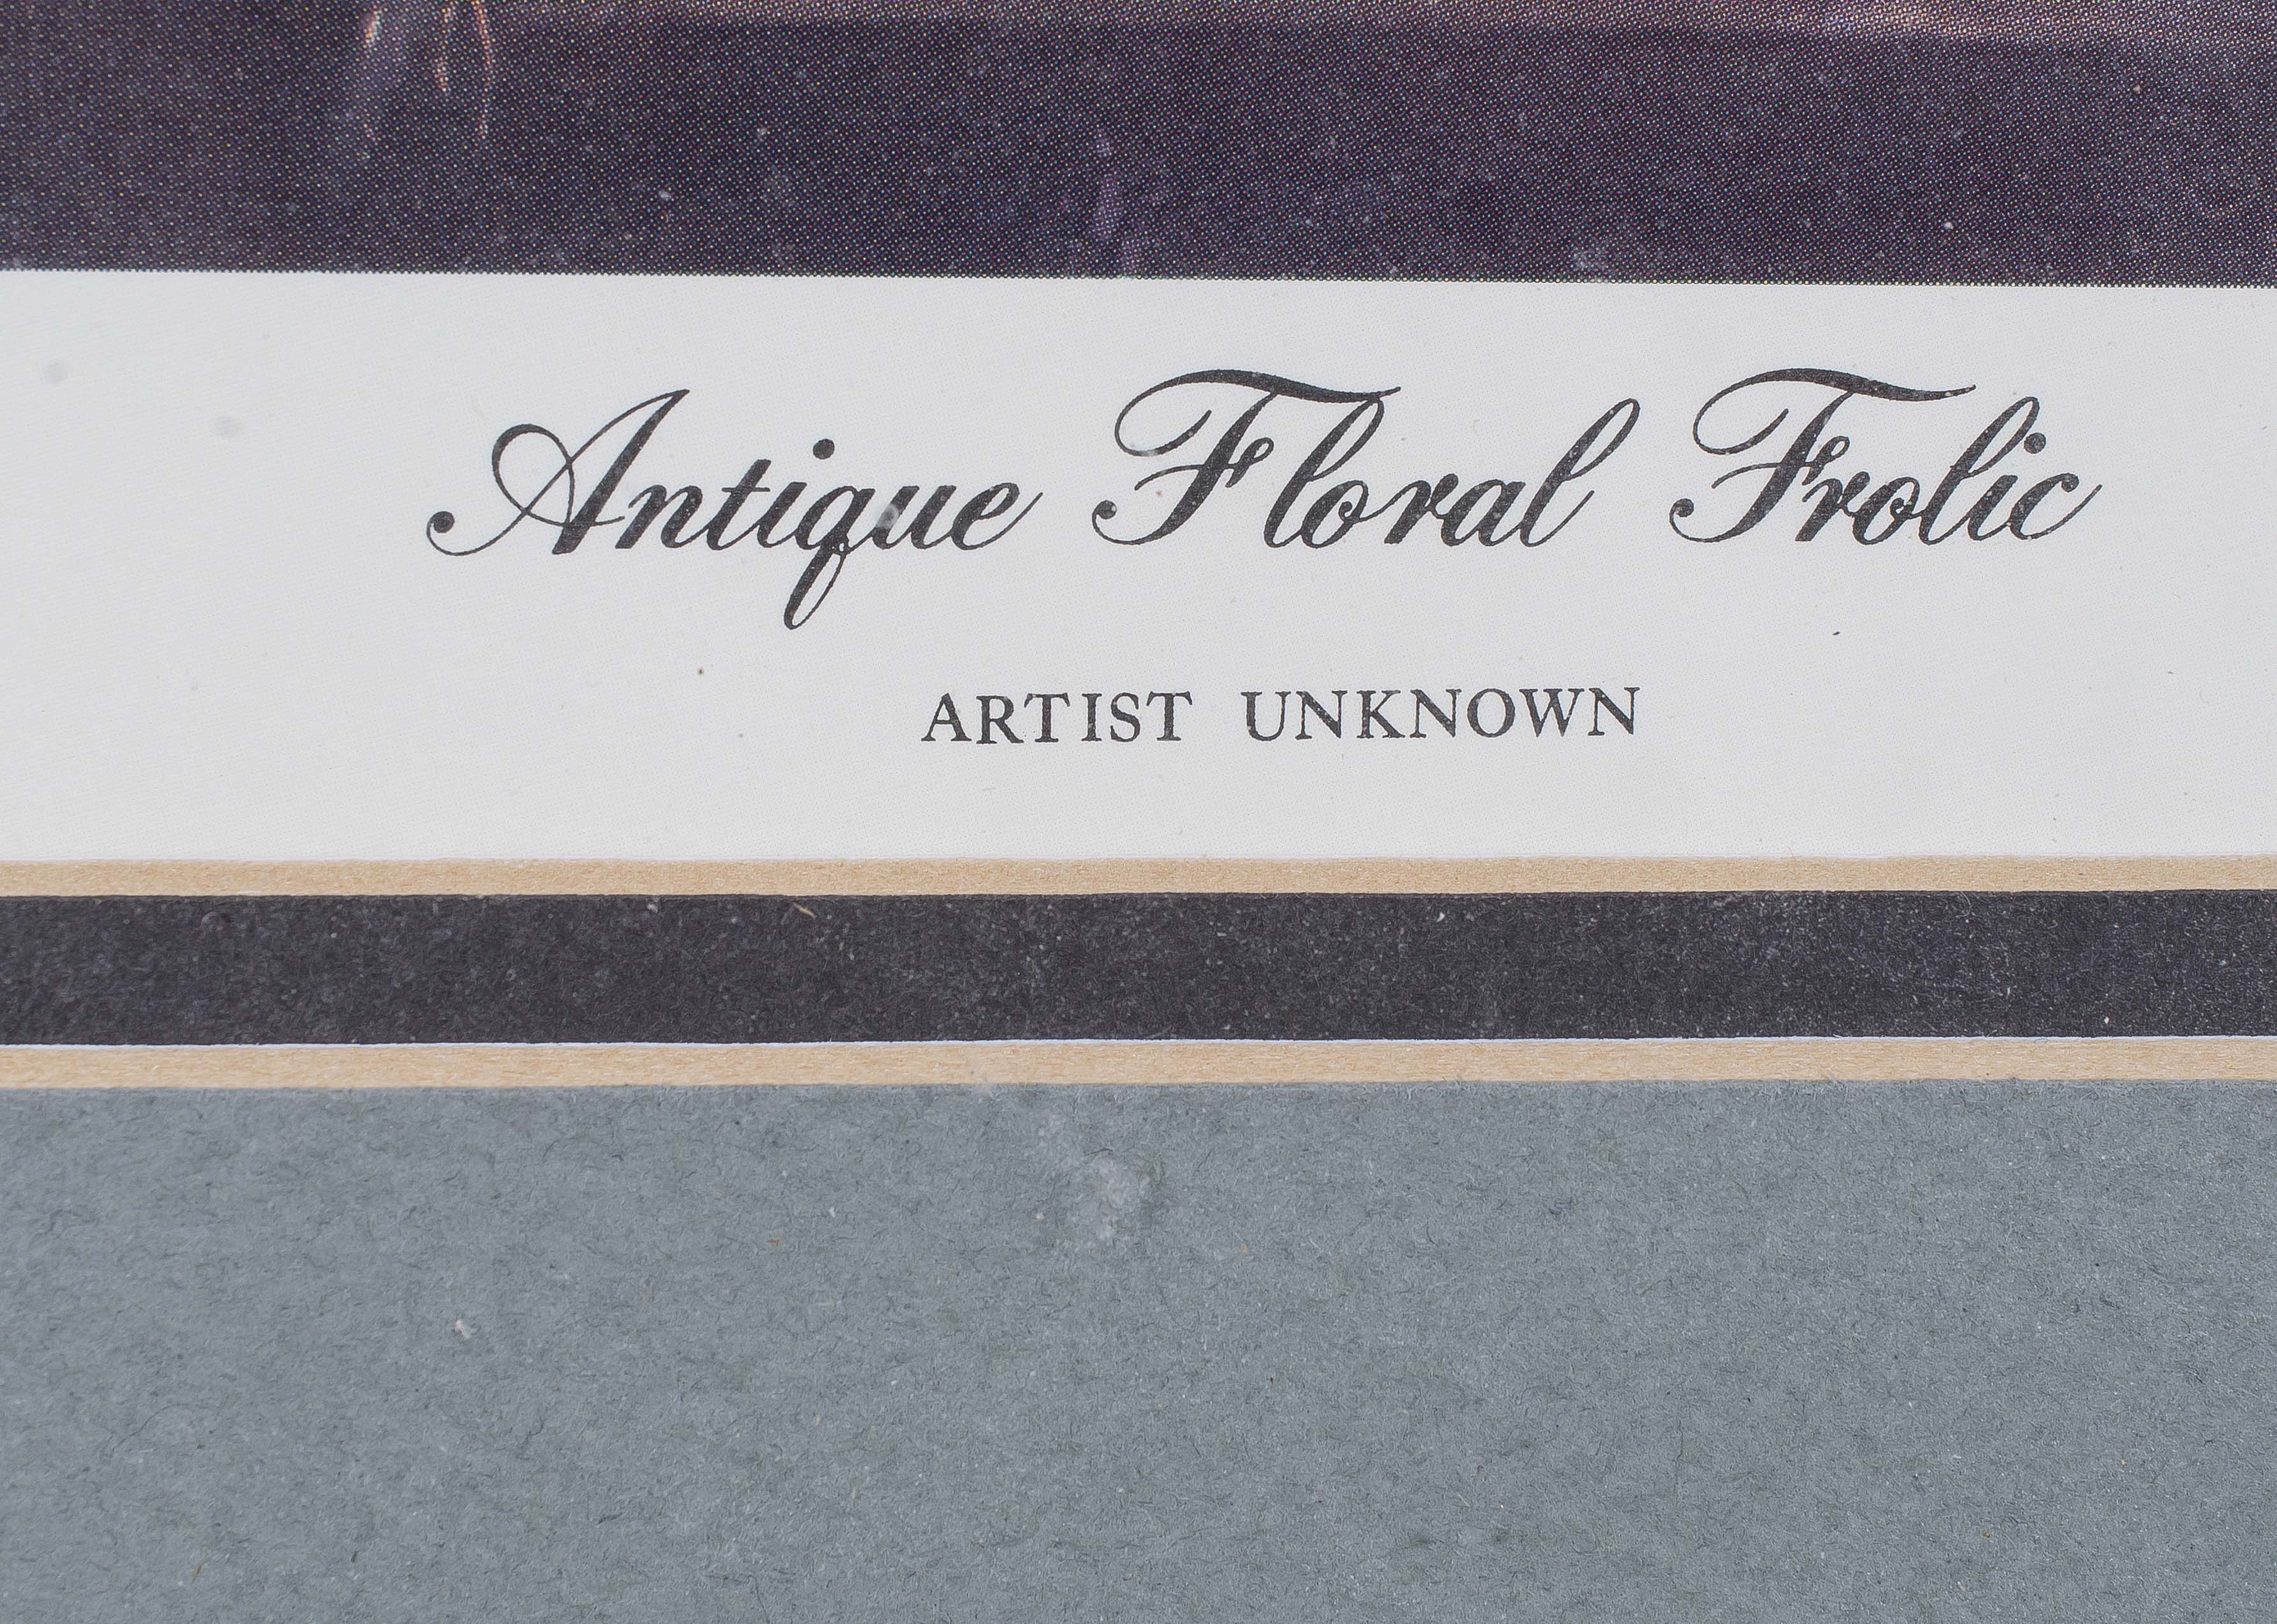 Antique Floral Frolic
ARTIST UNKNOWN